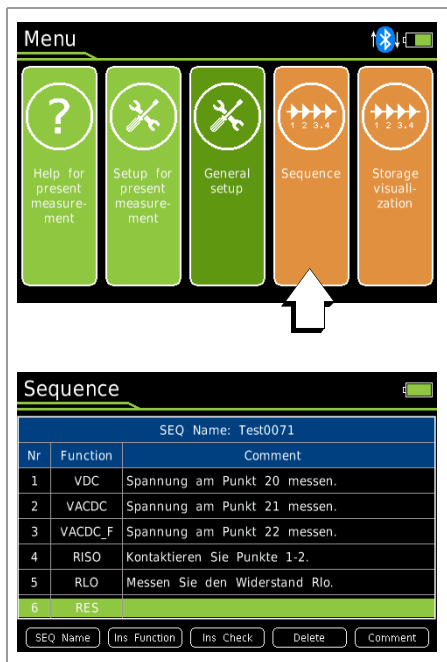 Menu
?
1 2 3.4
1 2 3.4
Help for
present
measure-
ment
Setup for
present
measure-
ment
General
setup
Sequence
Storage
visuali-
zation
Sequence
SEQ Name: Test0071
Nr Function Comment
1 VDC Spannung am Punkt 20 messen.
2 VACDC Spannung am Punkt 21 messen.
3 VACDC_F Spannung am Punkt 22 messen.
4 RISO Kontaktieren Sie Punkte 1-2.
5 RLO Messen Sie den Widerstand Rlo.
6 RES
SEQ Name Ins Function Ins Check Delete Comment